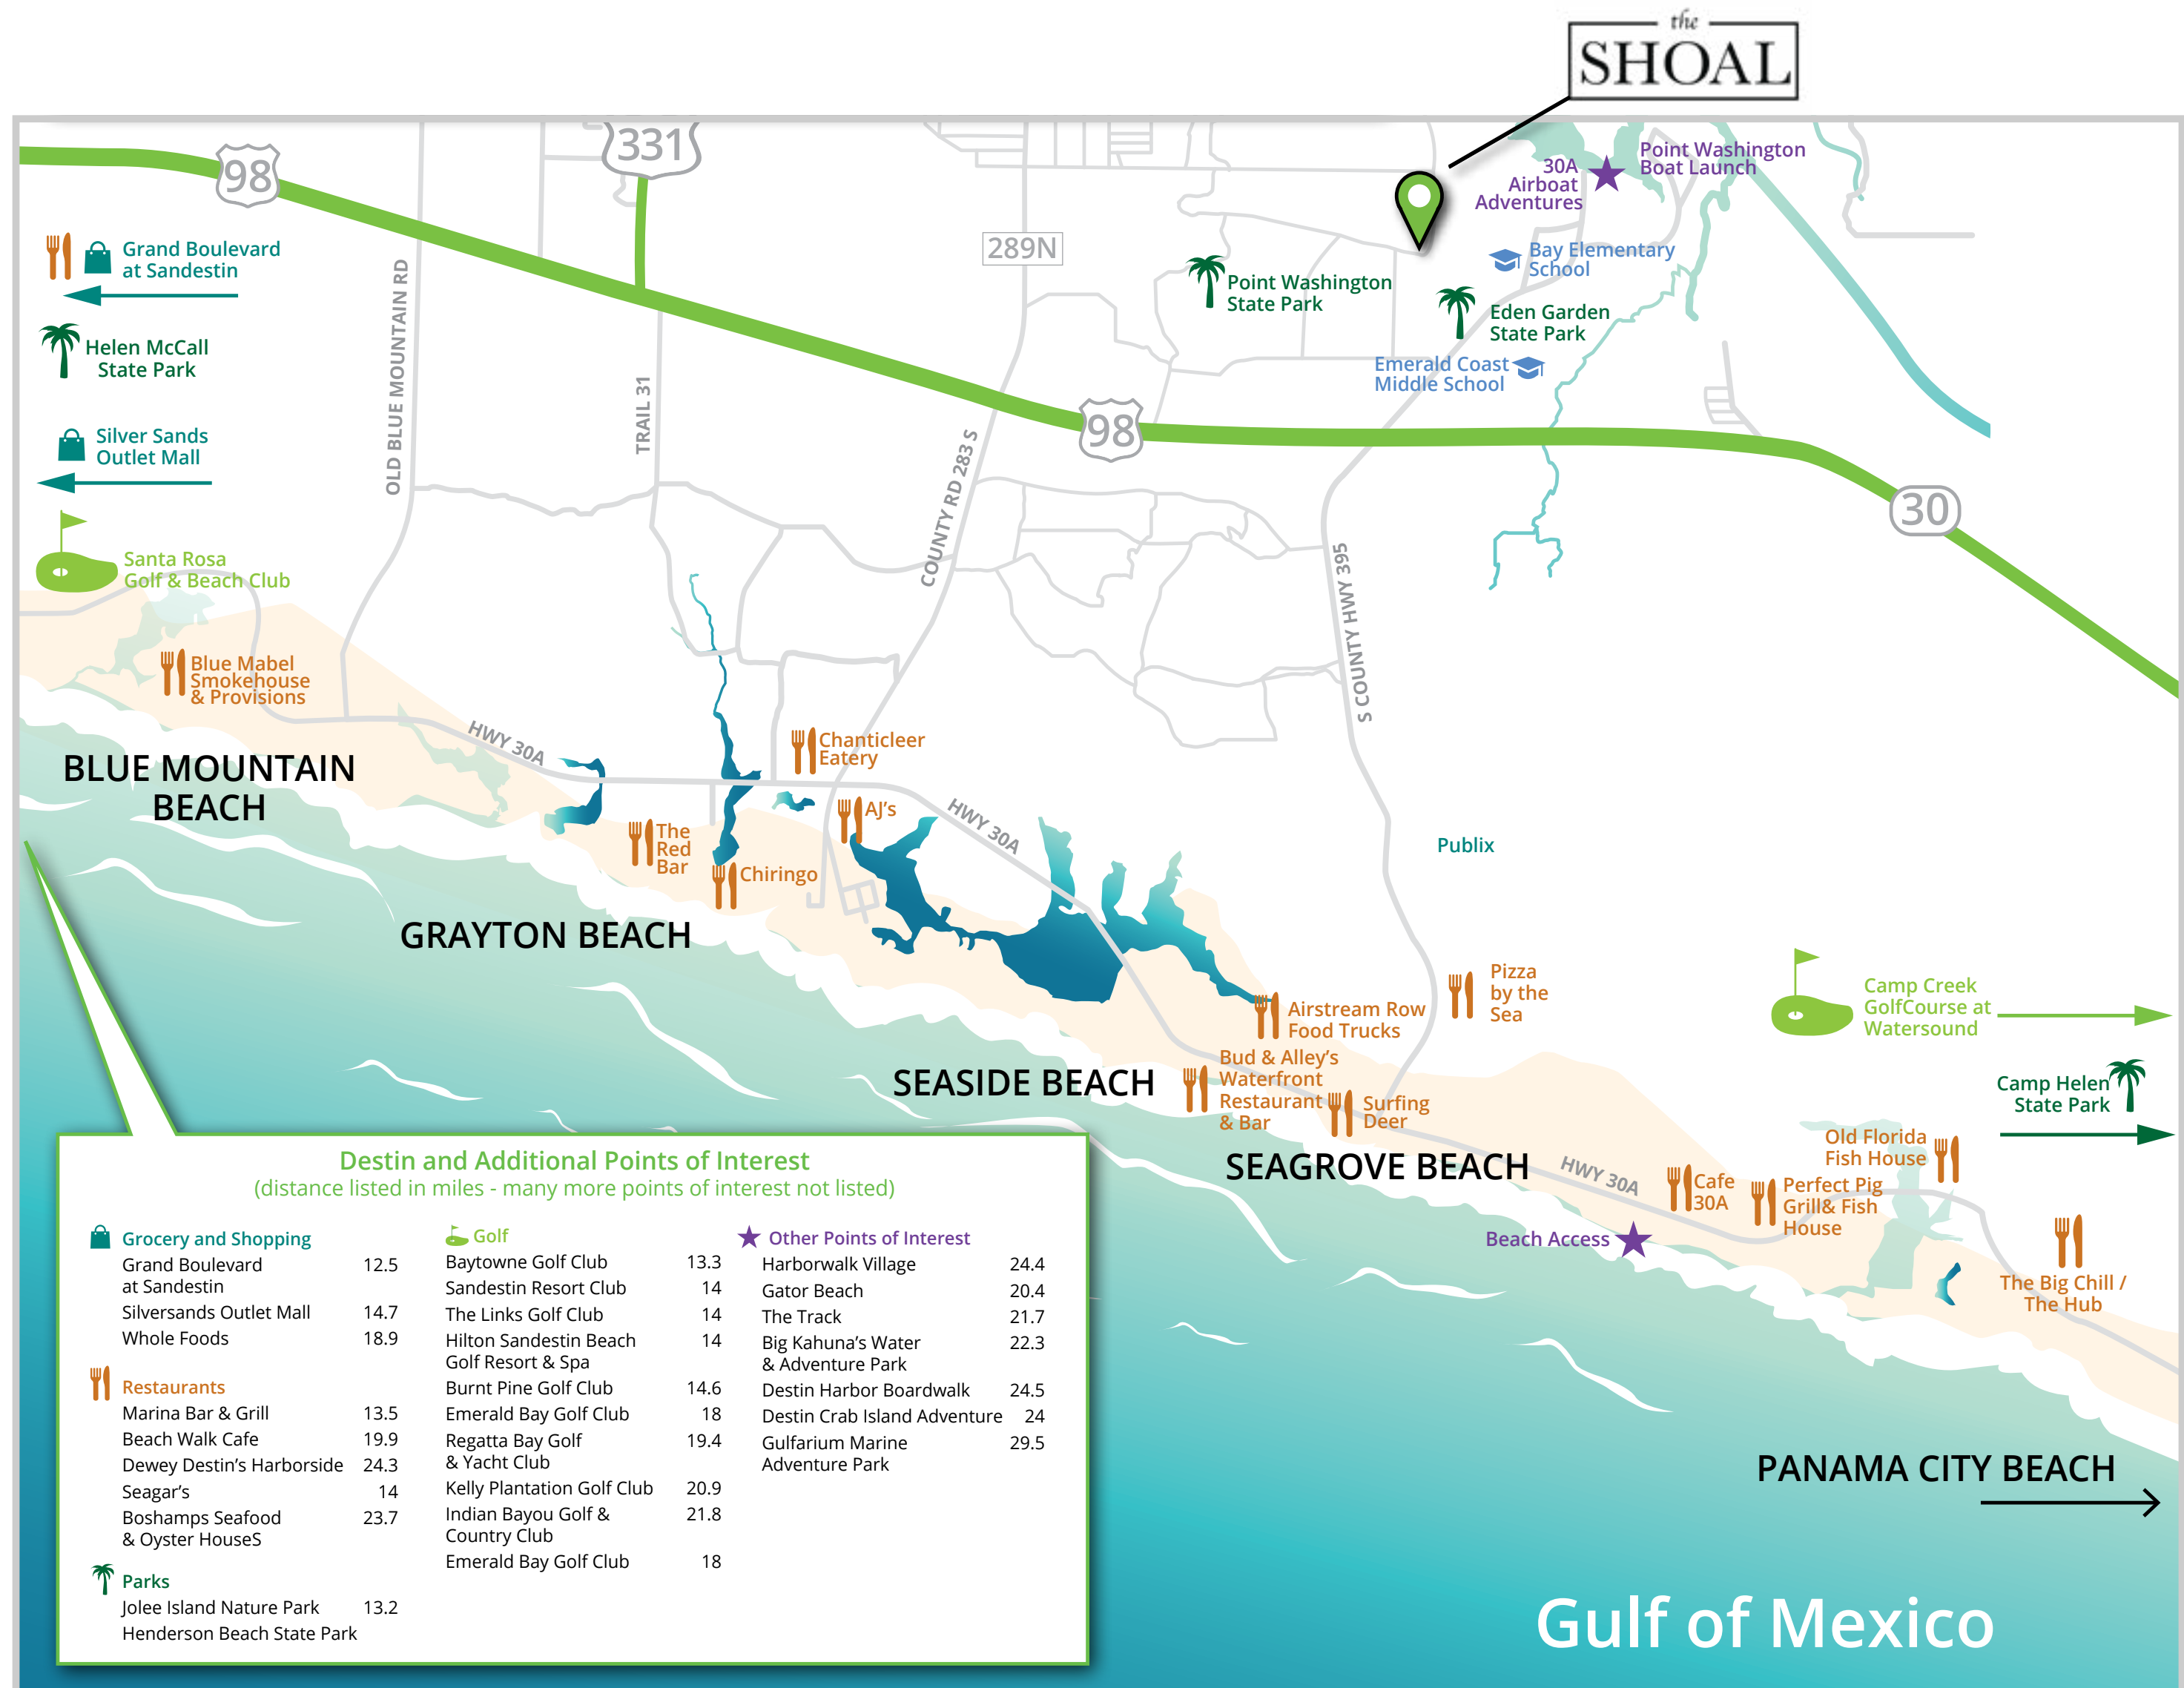 the
SHOAL
98
331
30A
Airboat
Adventures
Point Washington
Boat Launch
Grand Boulevard
at Sandestin
289N
Bay Elementary
School
Point Washington
State Park
Eden Garden
State Park
Helen McCall
State Park
OLD BLUE MOUNTAIN RD
TRAIL 31
Emerald Coast
Middle School
Silver Sands
Outlet Mall
98
COUNTY RD 283 S
30
Santa Rosa
Golf & Beach Club
S COUNTY HWY 395
Blue Mabel
Smokehouse
& Provisions
HWY 30A
BLUE MOUNTAIN
BEACH
Chanticleer
Eatery
AJ's
HWY 30A
The
Red
Bar
Chiringo
Publix
GRAYTON BEACH
Pizza
by the
Sea
Airstream Row
Food Trucks
Camp Creek
GolfCourse at
Watersound
SEASIDE BEACH
Bud & Alley's
Waterfront
Restaurant
& Bar
Surfing
Deer
Camp Helen
State Park
SEAGROVE BEACH
HWY 30A
Old Florida
Fish House
Cafe
30A
Perfect Pig
Grill& Fish
House
Beach Access
The Big Chill /
The Hub
PANAMA CITY BEACH
Gulf of Mexico
Destin and Additional Points of Interest
(distance listed in miles - many more points of interest not listed)
Grocery and Shopping
Grand Boulevard 12.5
at Sandestin
Silversands Outlet Mall 14.7
Whole Foods 18.9
Restaurants
Marina Bar & Grill 13.5
Beach Walk Cafe 19.9
Dewey Destin's Harborside 24.3
Seagar's 14
Boshamps Seafood 23.7
& Oyster HouseS
Parks
Jolee Island Nature Park 13.2
Henderson Beach State Park
Golf
Baytowne Golf Club 13.3
Sandestin Resort Club 14
The Links Golf Club 14
Hilton Sandestin Beach 14
Golf Resort & Spa
Burnt Pine Golf Club 14.6
Emerald Bay Golf Club 18
Regatta Bay Golf 19.4
& Yacht Club
Kelly Plantation Golf Club 20.9
Indian Bayou Golf & 21.8
Country Club
Emerald Bay Golf Club 18
Other Points of Interest
Harborwalk Village 24.4
Gator Beach 20.4
The Track 21.7
Big Kahuna's Water 22.3
& Adventure Park
Destin Harbor Boardwalk 24.5
Destin Crab Island Adventure 24
Gulfarium Marine 29.5
Adventure Park